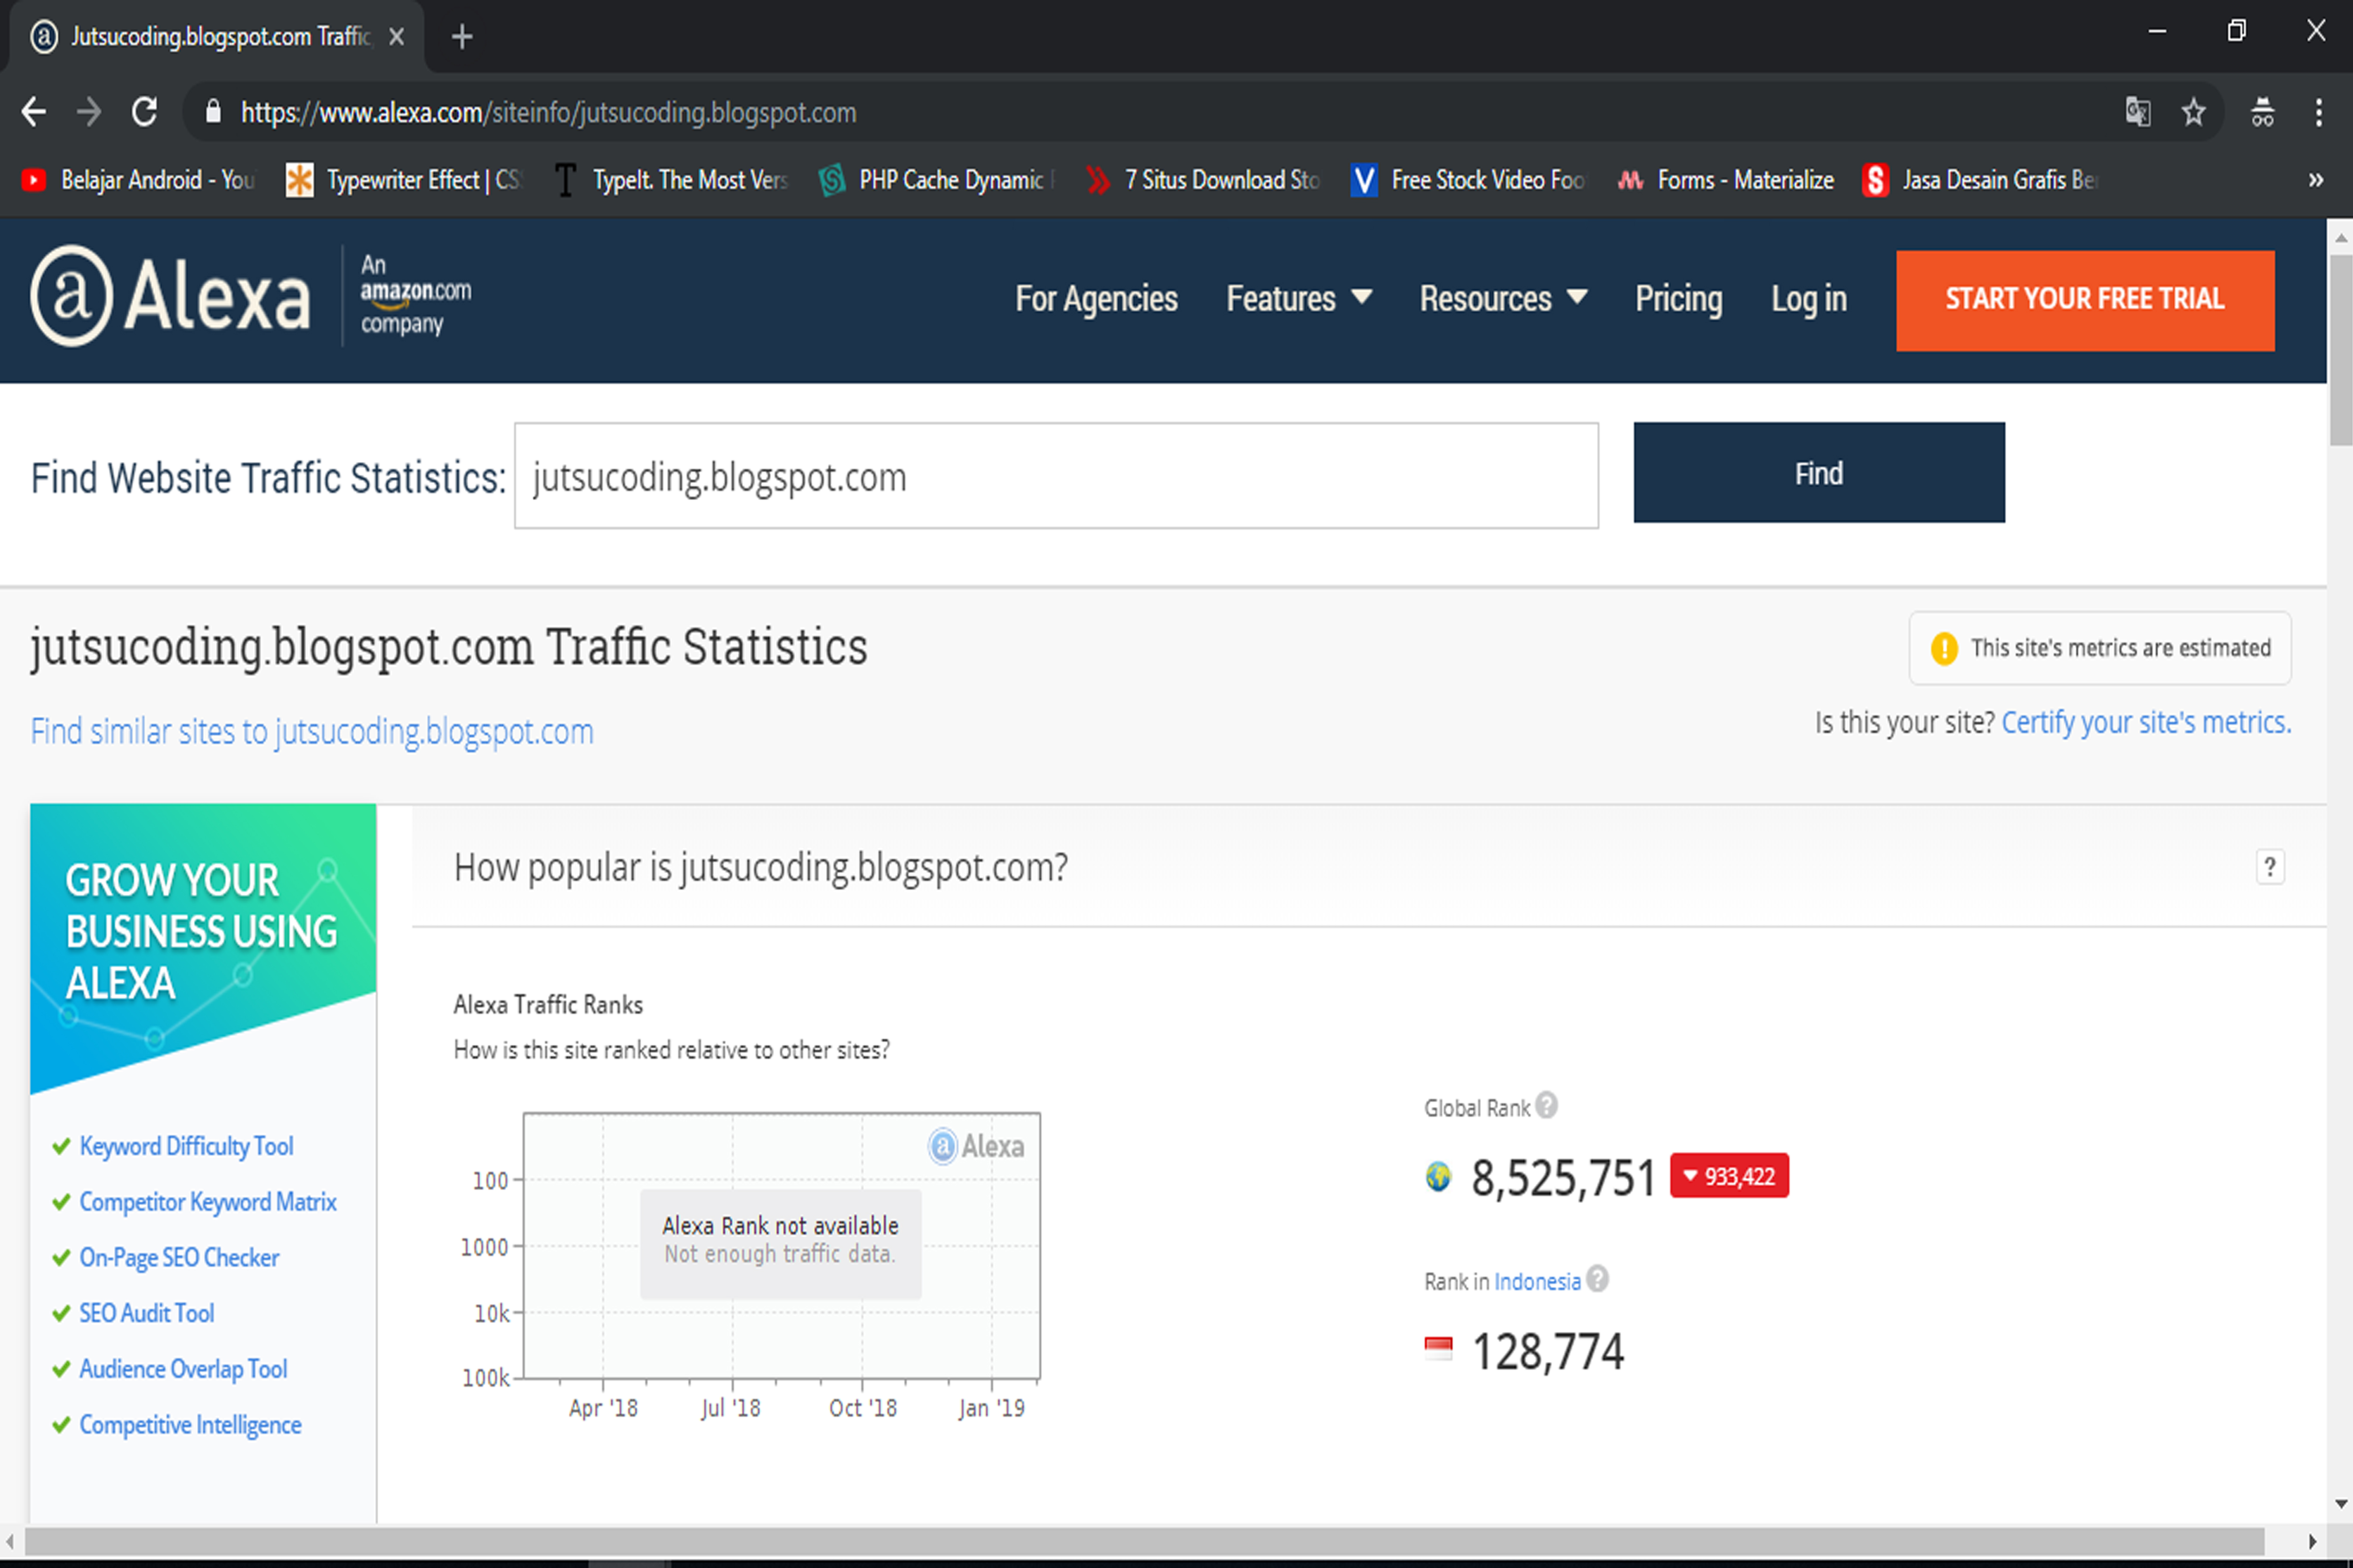 Jutsucoding.blogspot.com Traffic
https://www.alexa.com/siteinfo/jutsucoding.blogspot.com
Belajar Android - You
Typewriter Effect | CS
TypeIt. The Most Vers
PHP Cache Dynamic
7 Situs Download Sto
Free Stock Video Foo
Forms - Materialize
Jasa Desain Grafis Be
»
a Alexa
An
amazon.com
company
For Agencies
Features
Resources
Pricing
Log in
START YOUR FREE TRIAL
Find Website Traffic Statistics:
jutsucoding.blogspot.com
Find
jutsucoding.blogspot.com Traffic Statistics
! This site's metrics are estimated
Find similar sites to jutsucoding.blogspot.com
Is this your site? Certify your site's metrics.
GROW YOUR
BUSINESS USING
ALEXA
Keyword Difficulty Tool
Competitor Keyword Matrix
On-Page SEO Checker
SEO Audit Tool
Audience Overlap Tool
Competitive Intelligence
How popular is jutsucoding.blogspot.com?
?
Alexa Traffic Ranks
How is this site ranked relative to other sites?
a Alexa
100
1000
10k
100k
Alexa Rank not available
Not enough traffic data.
Apr '18
Jul '18
Oct '18
Jan '19
Global Rank ?
8,525,751
933,422
Rank in Indonesia ?
128,774